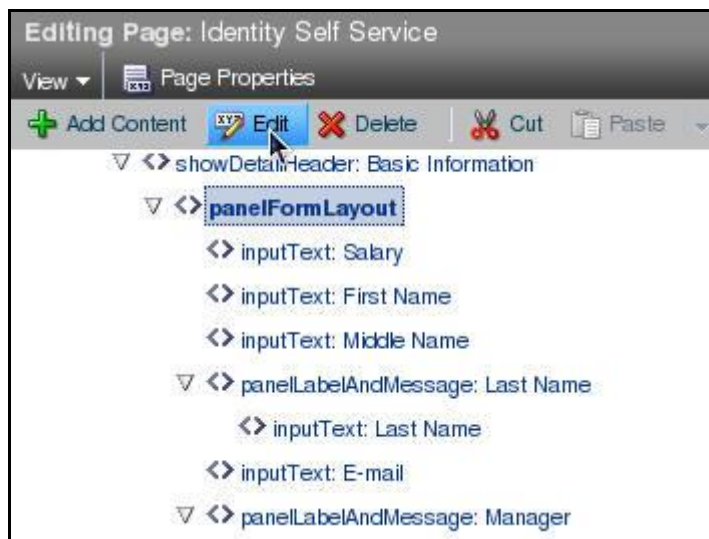 Editing Page: Identity Self Service
View Page Properties
Add Content Edit Delete Cut Paste
showDetailHeader: Basic Information
panelFormLayout
inputText: Salary
inputText: First Name
inputText: Middle Name
panelLabelAndMessage: Last Name
inputText: Last Name
inputText: E-mail
panelLabelAndMessage: Manager